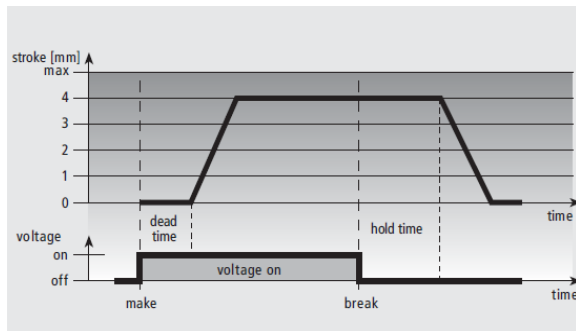 stroke [mm]
max
4
3
2
1
0
time
dead
time
hold time
voltage
on
voltage on
off
time
make
break